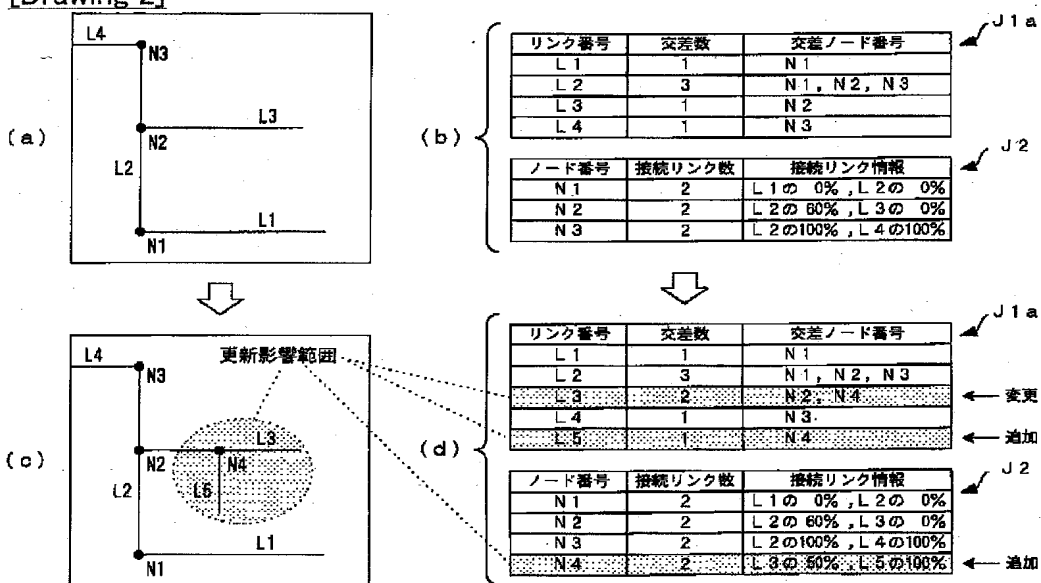 [Drawing 2]
(a)
L4
N3
L3
N2
L2
L1
N1
(b)
J1a
リンク番号 交差数 交差ノード番号
L1 1 N1
L2 3 N1, N2, N3
L3 1 N2
L4 1 N3
J2
ノード番号 接続リンク数 接続リンク情報
N1 2 L1の 0%, L2の 0%
N2 2 L2の 60%, L3の 0%
N3 2 L2の100%, L4の100%
(c)
更新影響範囲
L4
N3
L3
N2
N4
L2
L5
L1
N1
(d)
J1a
リンク番号 交差数 交差ノード番号
L1 1 N1
L2 3 N1, N2, N3
L3 2 N2, N4 変更
L4 1 N3
L5 1 N4 追加
J2
ノード番号 接続リンク数 接続リンク情報
N1 2 L1の 0%, L2の 0%
N2 2 L2の 60%, L3の 0%
N3 2 L2の100%, L4の100%
N4 2 L3の 50%, L5の100% 追加